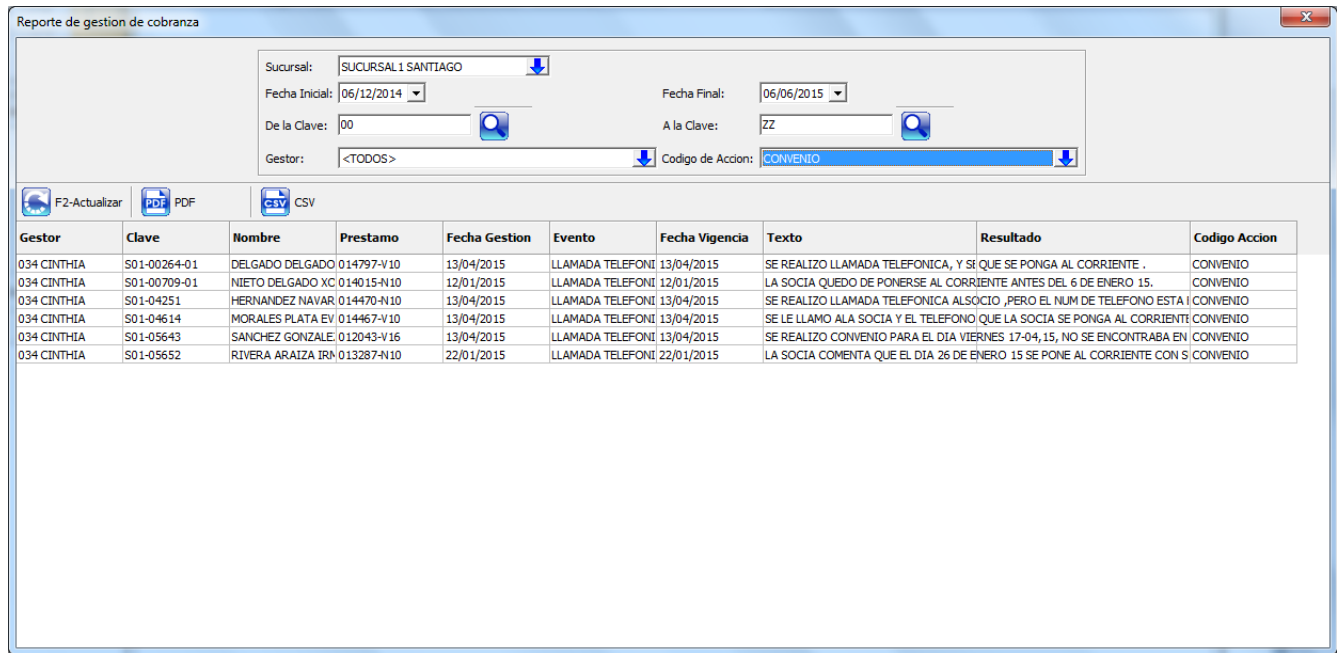 Reporte de gestion de cobranza
Sucursal: SUCURSAL 1 SANTIAGO
Fecha Inicial: 06/12/2014 Fecha Final: 06/06/2015
De la Clave: 00 A la Clave: ZZ
Gestor: <TODOS> Codigo de Accion: CONVENIO
F2-Actualizar PDF PDF CSV CSV
Gestor Clave Nombre Prestamo Fecha Gestion Evento Fecha Vigencia Texto Resultado Codigo Accion
034 CINTHIA S01-00264-01 DELGADO DELGADO 014797-V10 13/04/2015 LLAMADA TELEFONI 13/04/2015 SE REALIZO LLAMADA TELEFONICA, Y SE QUE SE PONGA AL CORRIENTE . CONVENIO
034 CINTHIA S01-00709-01 NIETO DELGADO XO 014015-N10 12/01/2015 LLAMADA TELEFONI 12/01/2015 LA SOCIA QUEDO DE PONERSE AL CORRIENTE ANTES DEL 6 DE ENERO 15. CONVENIO
034 CINTHIA S01-04251 HERNANDEZ NAVAR 014470-N10 13/04/2015 LLAMADA TELEFONI 13/04/2015 SE REALIZO LLAMADA TELEFONICA ALSOCIO ,PERO EL NUM DE TELEFONO ESTA CONVENIO
034 CINTHIA S01-04614 MORALES PLATA EV 014467-V10 13/04/2015 LLAMADA TELEFONI 13/04/2015 SE LE LLAMO ALA SOCIA Y EL TELEFONO QUE LA SOCIA SE PONGA AL CORRIENTE CONVENIO
034 CINTHIA S01-05643 SANCHEZ GONZALE 012043-V16 13/04/2015 LLAMADA TELEFONI 13/04/2015 SE REALIZO CONVENIO PARA EL DIA VIERNES 17-04,15, NO SE ENCONTRABA EN CONVENIO
034 CINTHIA S01-05652 RIVERA ARAIZA IRM 013287-N10 22/01/2015 LLAMADA TELEFONI 22/01/2015 LA SOCIA COMENTA QUE EL DIA 26 DE ENERO 15 SE PONE AL CORRIENTE CON S CONVENIO